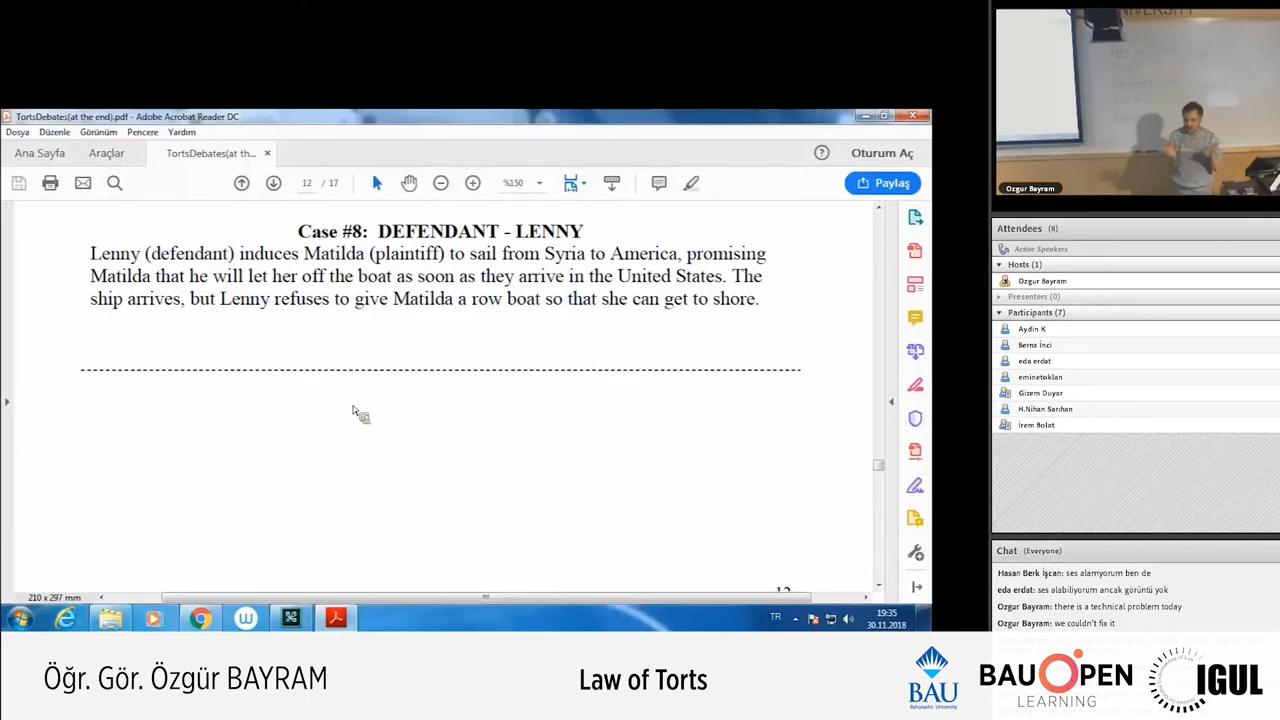 TortsDebates(at the end).pdf - Adobe Acrobat Reader DC
Dosya Düzenle Görünüm Pencere Yardım
Ana Sayfa Araçlar TortsDebates(at th... × Oturum Aç
12 / 17 %150 Paylaş
Case #8: DEFENDANT - LENNY
Lenny (defendant) induces Matilda (plaintiff) to sail from Syria to America, promising
Matilda that he will let her off the boat as soon as they arrive in the United States. The
ship arrives, but Lenny refuses to give Matilda a row boat so that she can get to shore.
12
210 x 297 mm
TR 19:35
30.11.2018
Ozgur Bayram
Attendees (8)
Active Speakers
Hosts (1)
Ozgur Bayram
Presenters (0)
Participants (7)
Aydin K
Berna İnci
eda erdat
eminetoklan
Gizem Duyar
H.Nihan Sarıhan
İrem Bolat
Chat (Everyone)
Hasan Berk İşcan: ses alamyorum ben de
eda erdat: ses alabiliyorum ancak görüntü yok
Ozgur Bayram: there is a technical problem today
Ozgur Bayram: we couldn't fix it
Öğr. Gör. Özgür BAYRAM
Law of Torts
BAU
Bahçeşehir University
BAU OPEN
LEARNING
IGUL